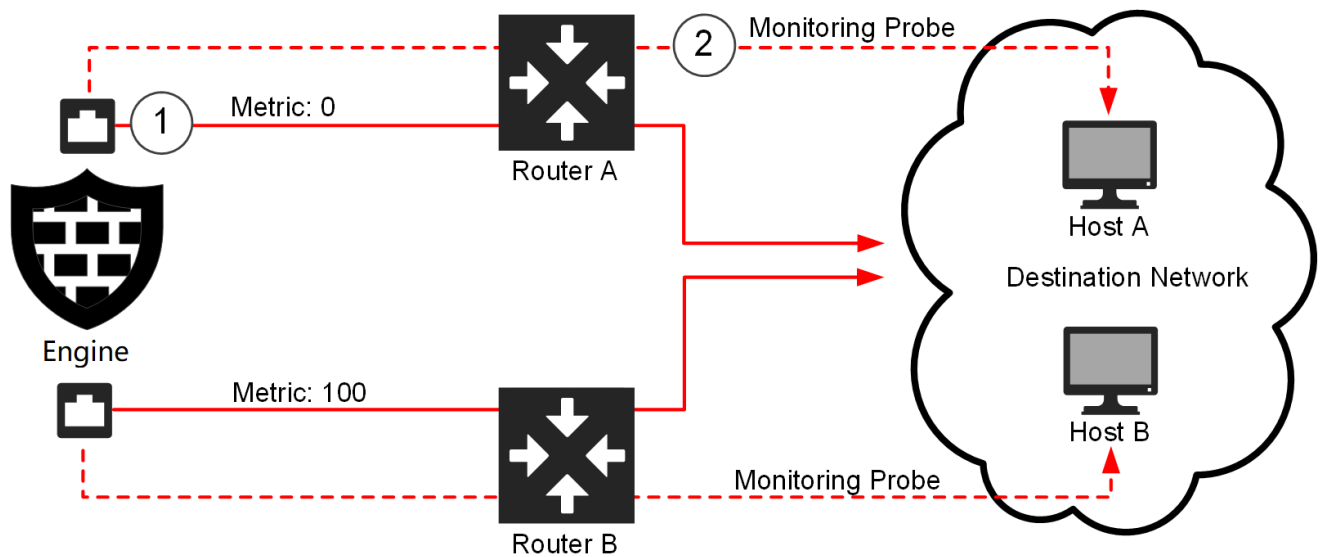 2
Monitoring Probe
1
Metric: 0
Router A
Host A
Destination Network
Engine
Metric: 100
Host B
Monitoring Probe
Router B